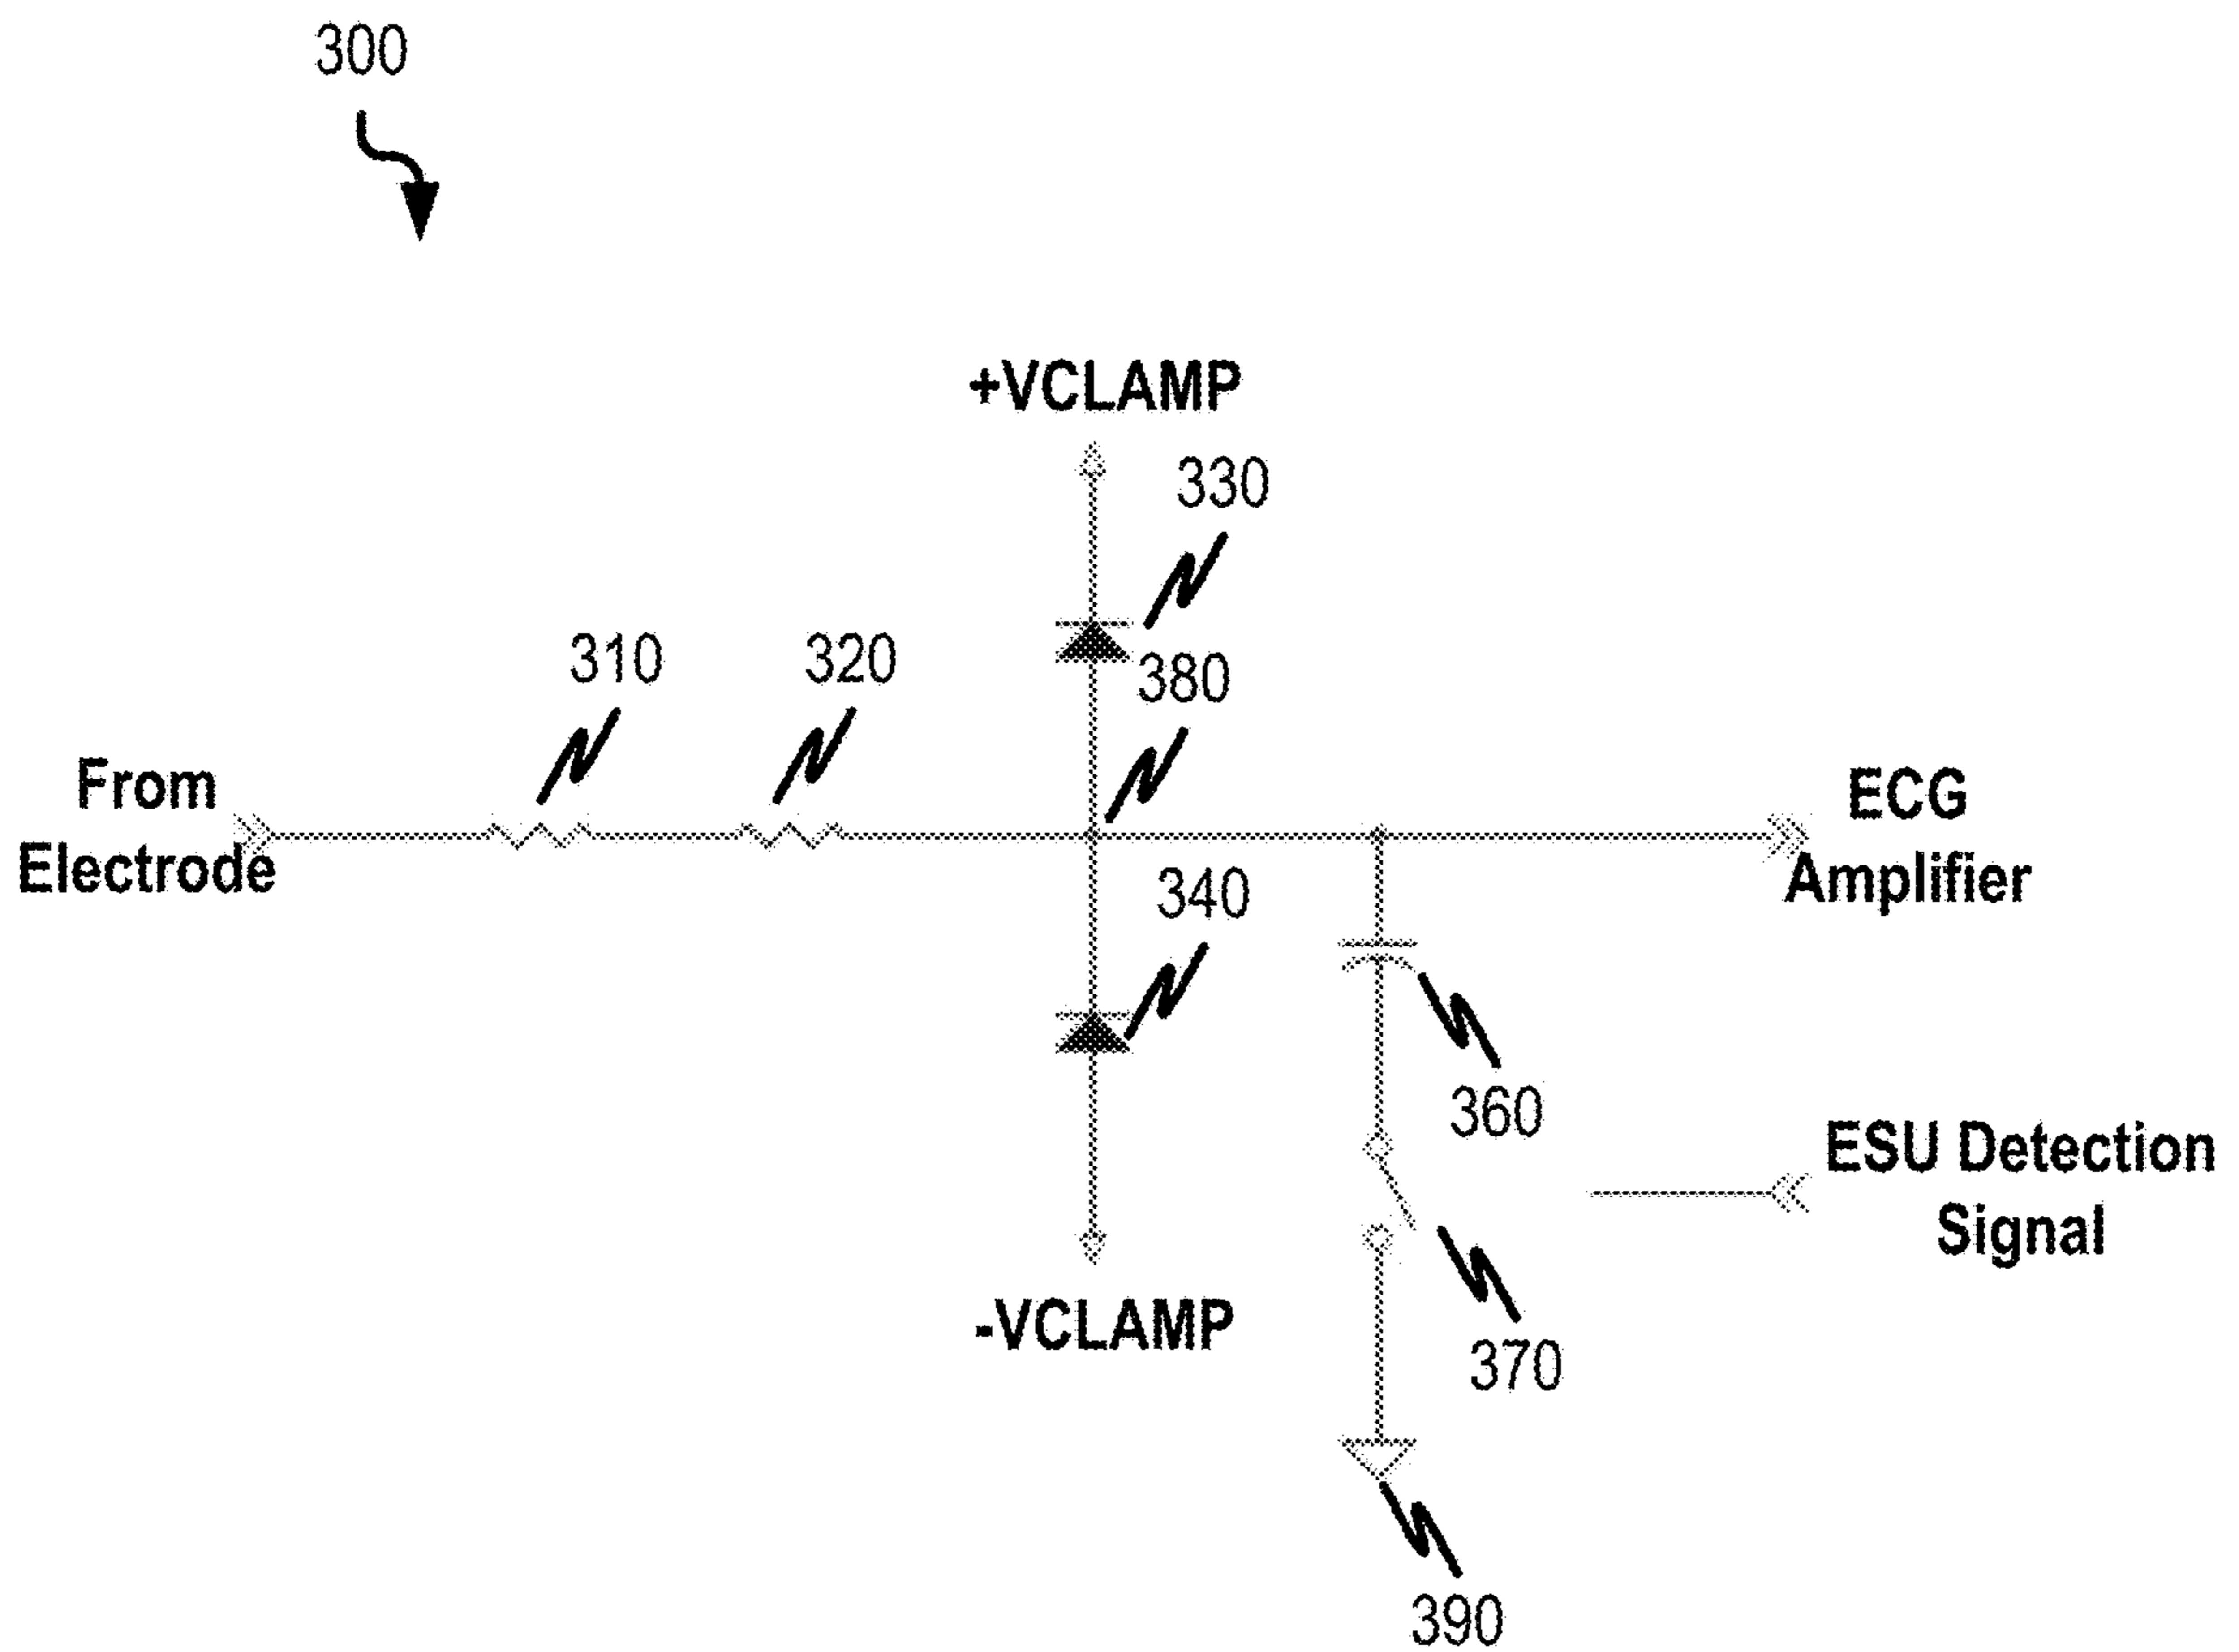 300
+VCLAMP
330
310
320
380
From
Electrode
ECG
Amplifier
340
360
ESU Detection
Signal
-VCLAMP
370
390